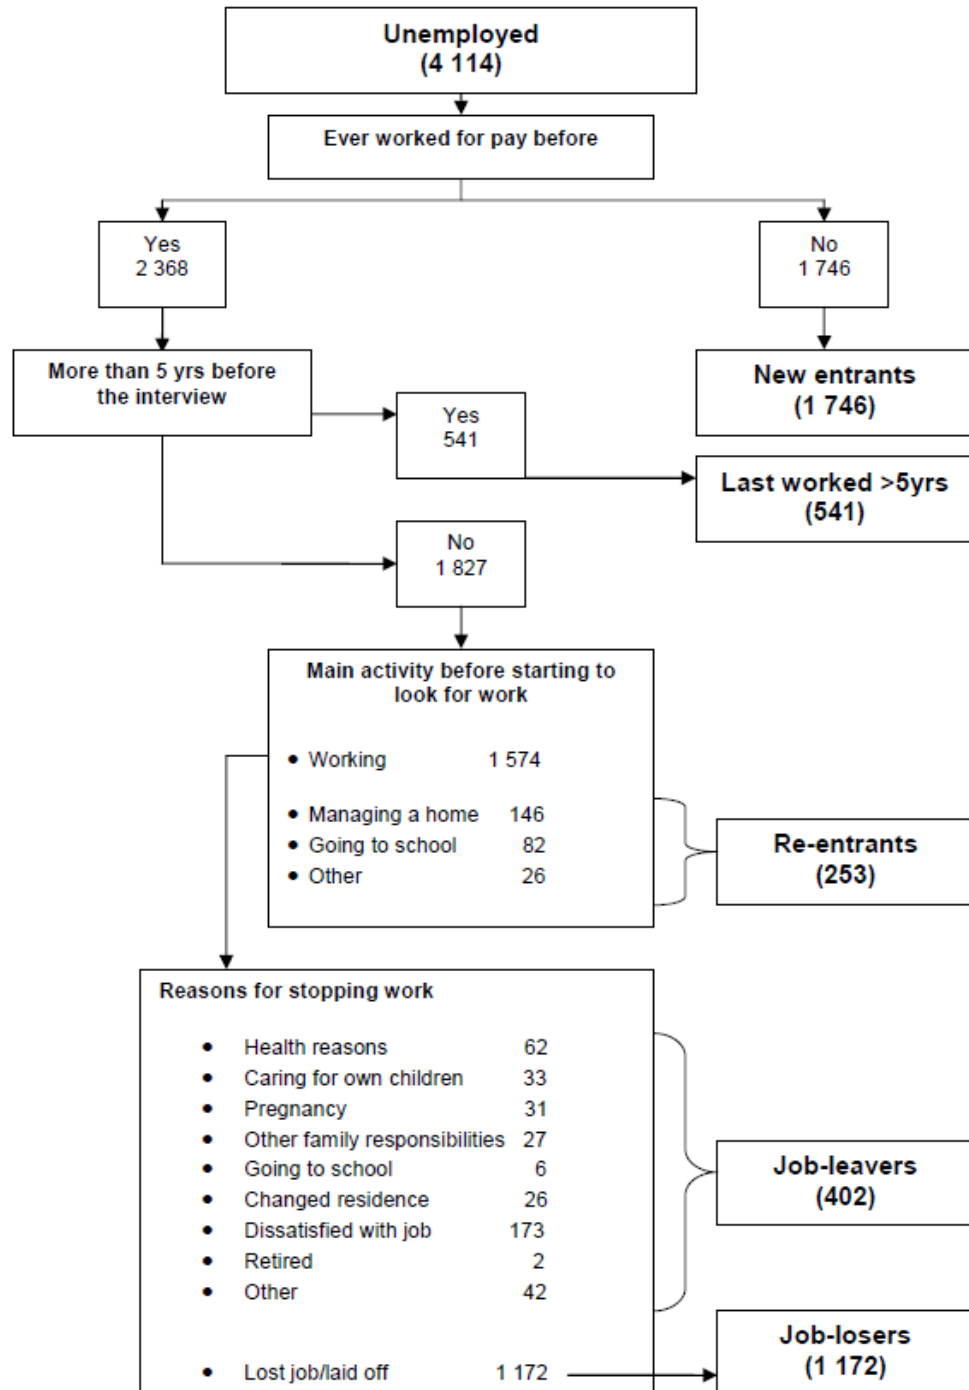 Unemployed
(4 114)
Ever worked for pay before
Yes
2 368
No
1 746
More than 5 yrs before
the interview
New entrants
(1 746)
Yes
541
Last worked >5yrs
(541)
No
1 827
Main activity before starting to
look for work
• Working 1 574
• Managing a home 146
• Going to school 82
• Other 26
Re-entrants
(253)
Reasons for stopping work
• Health reasons 62
• Caring for own children 33
• Pregnancy 31
• Other family responsibilities 27
• Going to school 6
• Changed residence 26
• Dissatisfied with job 173
• Retired 2
• Other 42
Job-leavers
(402)
• Lost job/laid off 1 172
Job-losers
(1 172)